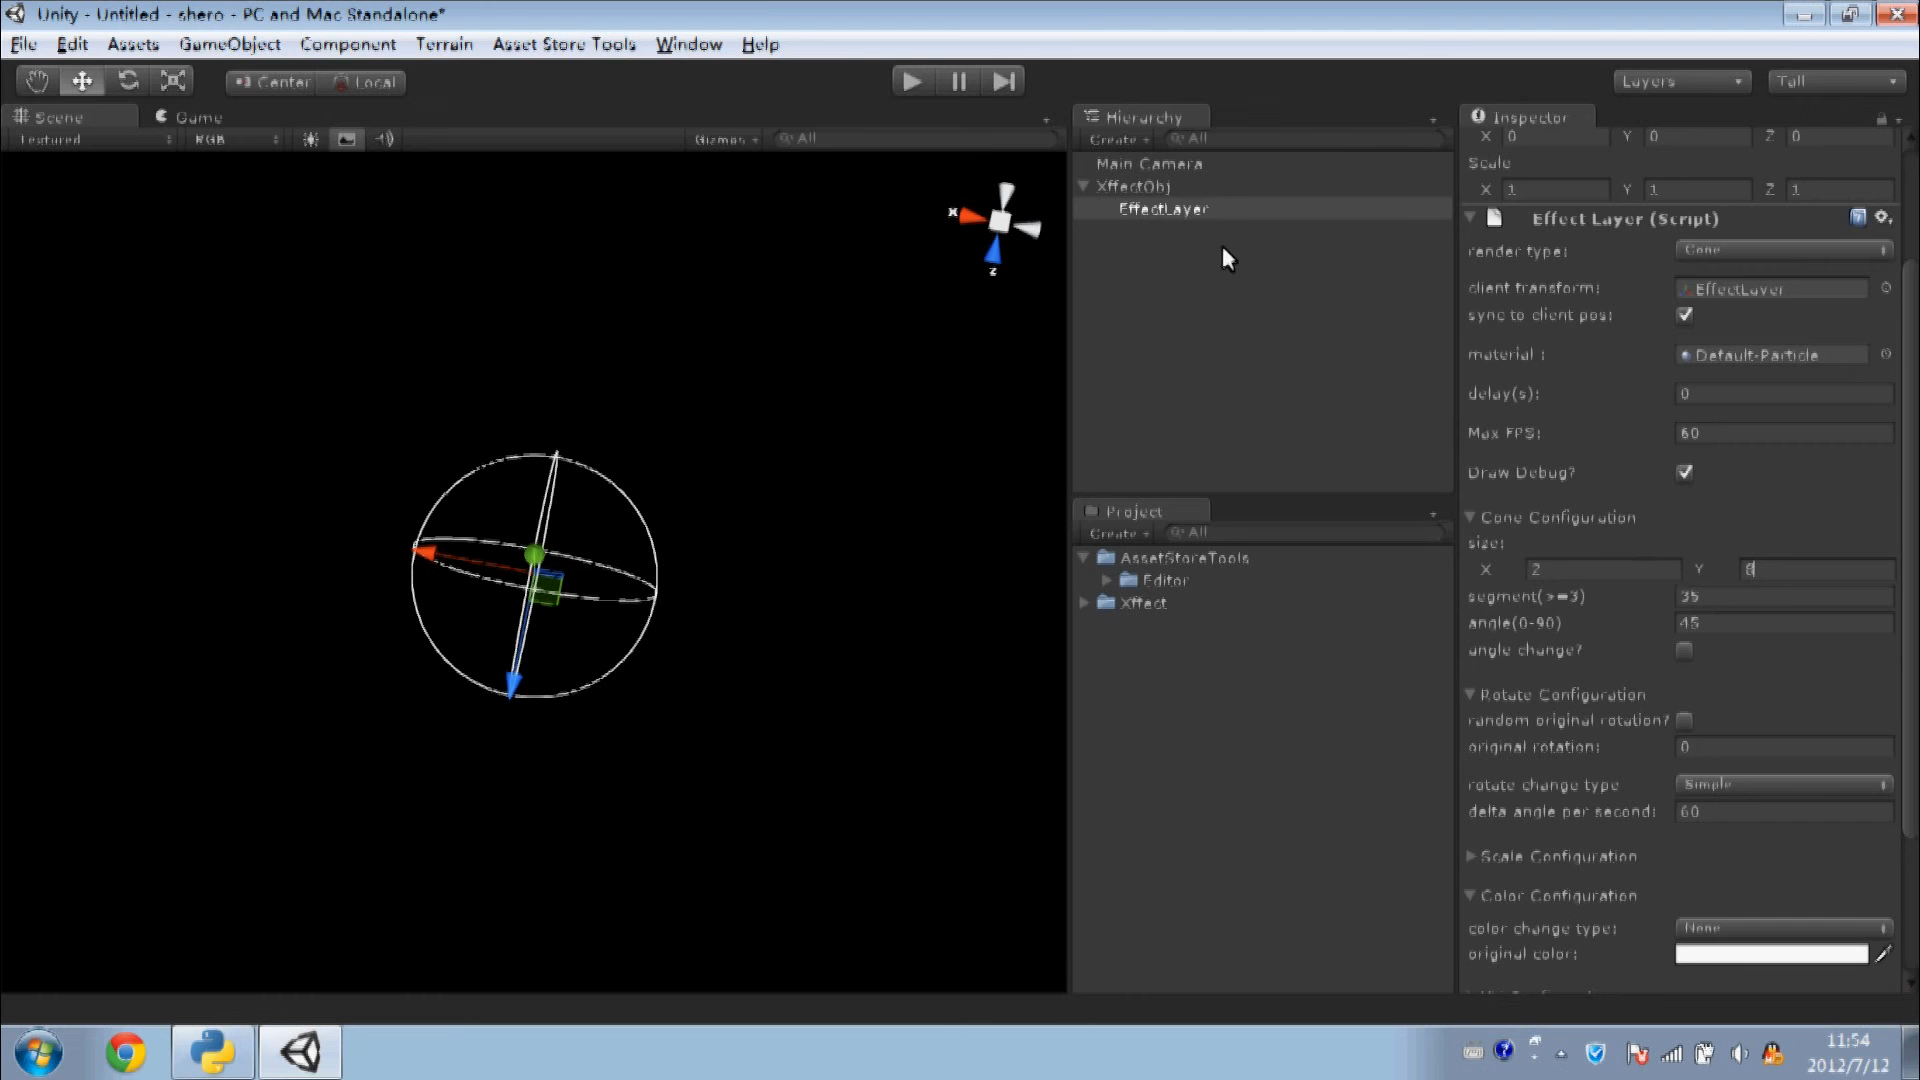 Unity - Untitled - shero - PC and Mac Standalone*
File Edit Assets GameObject Component Terrain Asset Store Tools Window Help
Center Local
Layers Tall
Scene Game
Textured RGB Gizmos All
X
Z
Hierarchy
Create All
Main Camera
XffectObj
EffectLayer
Project
Create All
AssetStoreTools
Editor
Xffect
Inspector
X 0 Y 0 Z 0
Scale
X 1 Y 1 Z 1
Effect Layer (Script)
render type: Cone
client transform: EffectLayer
sync to client pos:
material : Default-Particle
delay(s): 0
Max FPS: 60
Draw Debug?
Cone Configuration
size:
X 2 Y
segment(>=3) 35
angle(0-90) 45
angle change?
Rotate Configuration
random original rotation?
original rotation: 0
rotate change type Simple
delta angle per second: 60
Scale Configuration
Color Configuration
color change type: None
original color:
11:54
2012/7/12